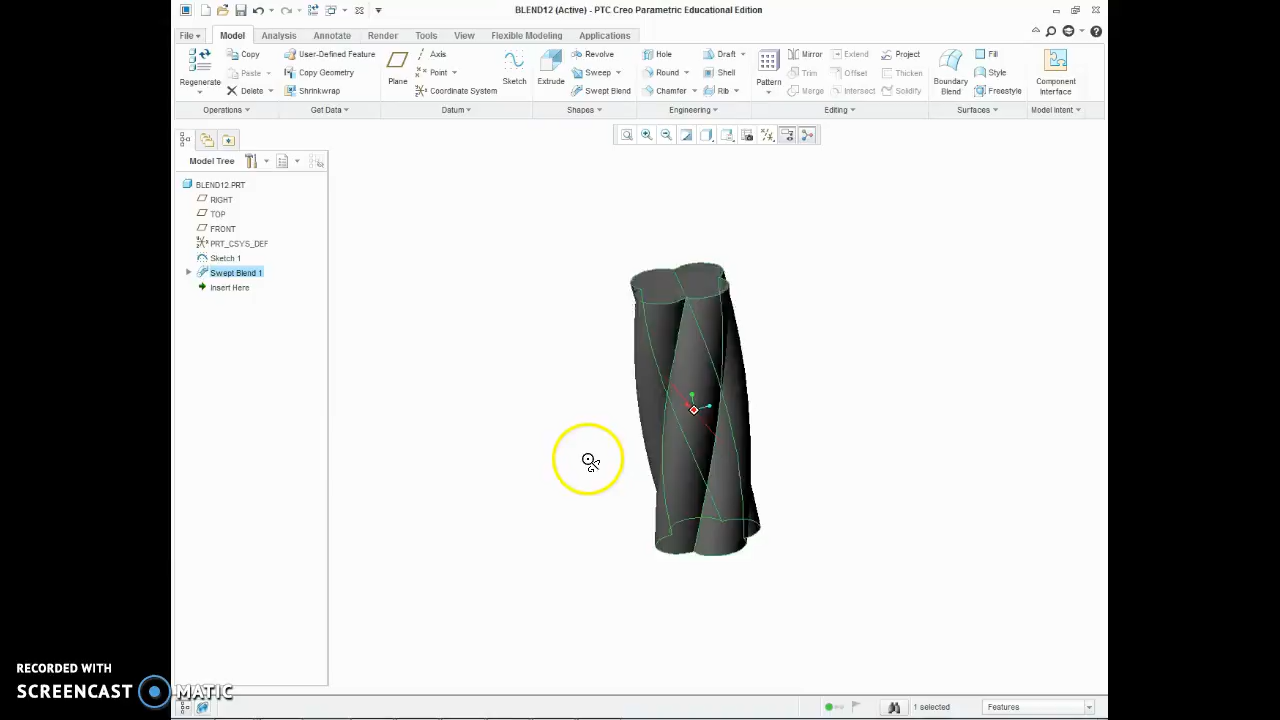 BLEND12 (Active) - PTC Creo Parametric Educational Edition
File Model Analysis Annotate Render Tools View Flexible Modeling Applications
Regenerate Copy Paste Delete User-Defined Feature Copy Geometry Shrinkwrap Plane Axis Point Coordinate System Sketch Extrude Revolve Sweep Swept Blend Hole Round Chamfer Draft Shell Rib Pattern Mirror Trim Merge Extend Offset Intersect Project Thicken Solidify Boundary Blend Fill Style Freestyle Component Interface
Operations Get Data Datum Shapes Engineering Editing Surfaces Model Intent
Model Tree
BLEND12.PRT
RIGHT
TOP
FRONT
PRT_CSYS_DEF
Sketch 1
Swept Blend 1
Insert Here
RECORDED WITH
SCREENCAST MATIC
1 selected Features